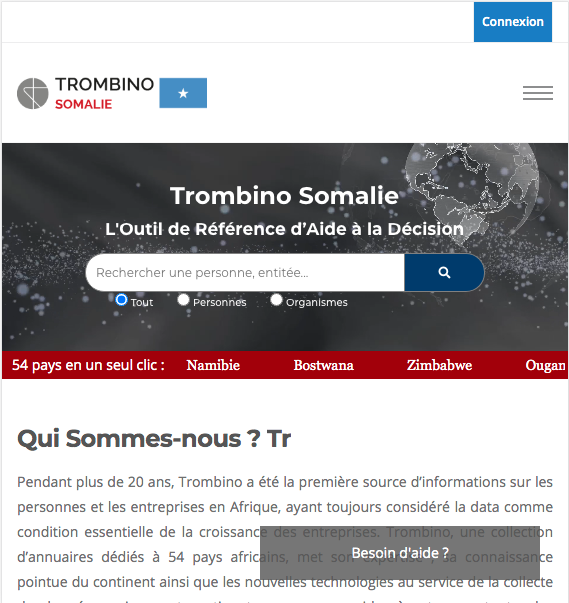 Connexion
TROMBINO
SOMALIE
Trombino Somalie
L'Outil de Référence d’Aide à la Décision
Rechercher une personne, entitée...
Tout Personnes Organismes
54 pays en un seul clic : Namibie Bostwana Zimbabwe Ougan
Qui Sommes-nous ? Tr
Pendant plus de 20 ans, Trombino a été la première source d’informations sur les
personnes et les entreprises en Afrique, ayant toujours considéré la data comme
condition essentielle de la croissance des entreprises. Trombino, une collection
d’annuaires dédiés à 54 pays africains, met son expertise , sa connaissance
Besoin d'aide ?
pointue du continent ainsi que les nouvelles technologies au service de la collecte